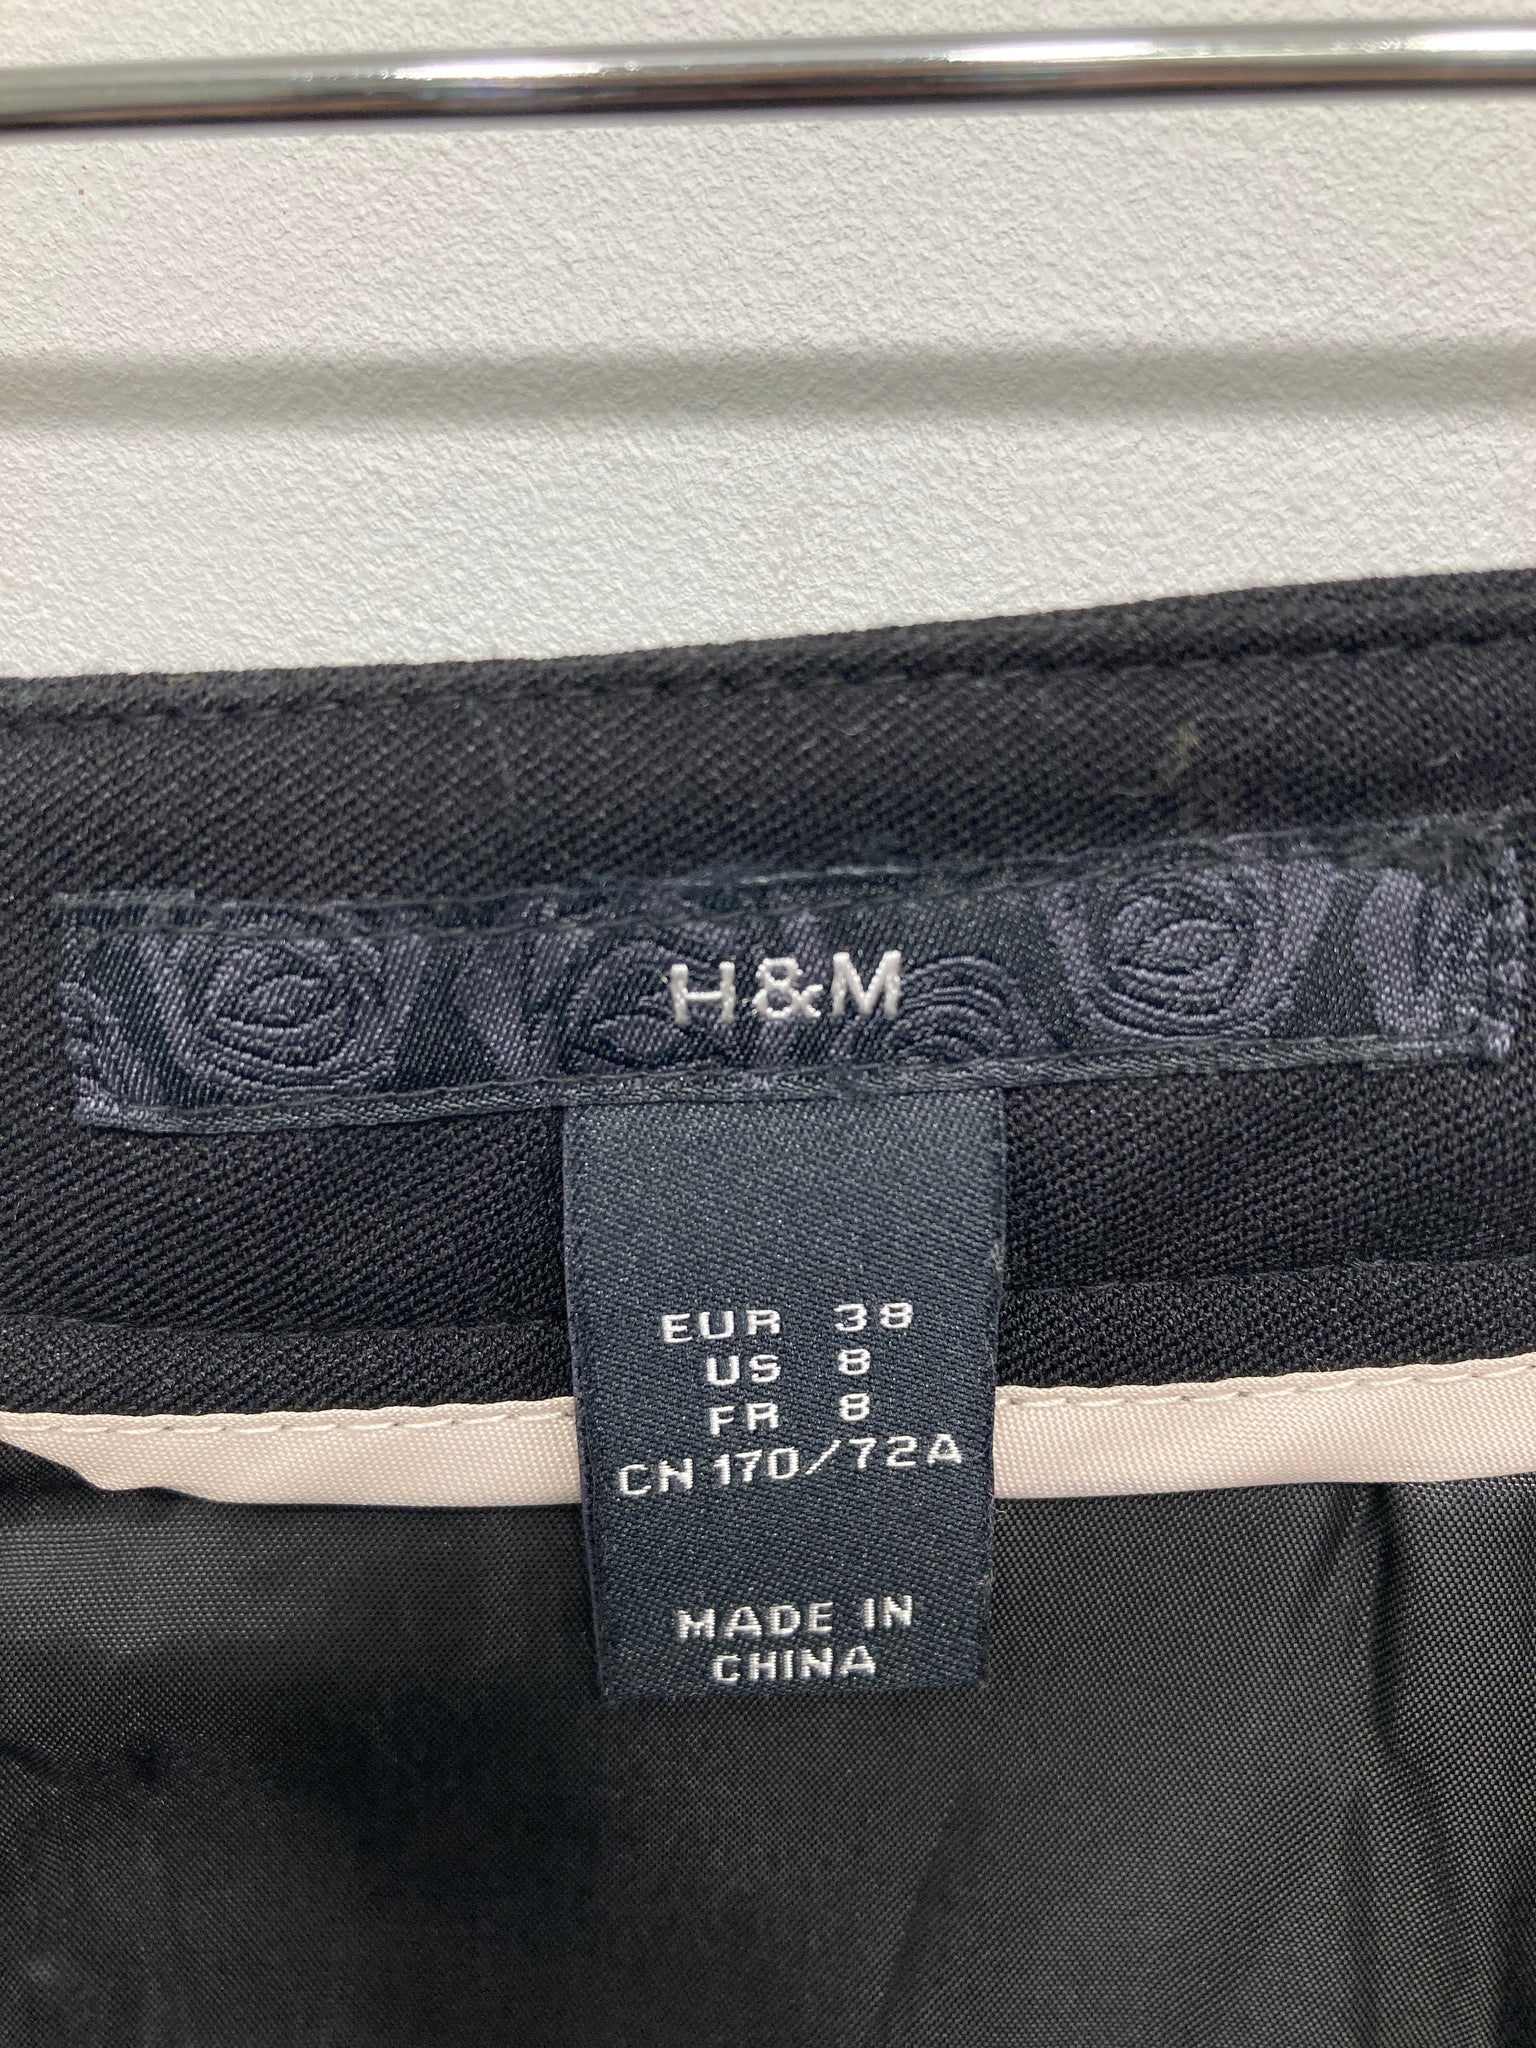 H&M
EUR 38
US 8
FR 8
CN 170/72A
MADE IN
CHINA